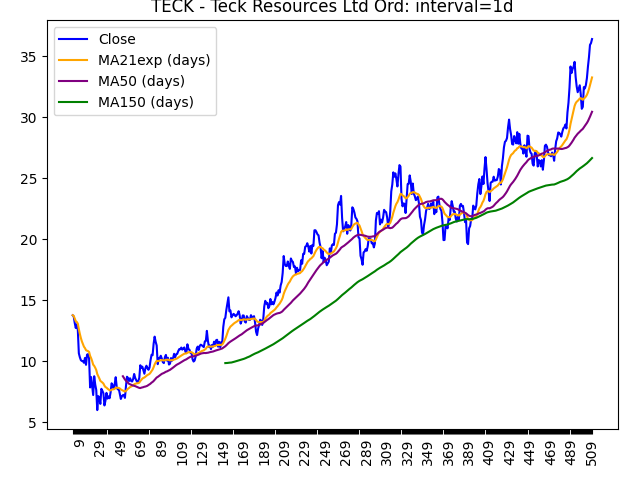 TECK - Teck Resources Ltd Ord: interval=1d
Close
MA21exp (days)
MA50 (days)
MA150 (days)
35
30
25
20
15
10
5
9 29 49 69 89 109 129 149 169 189 209 229 249 269 289 309 329 349 369 389 409 429 449 469 489 509